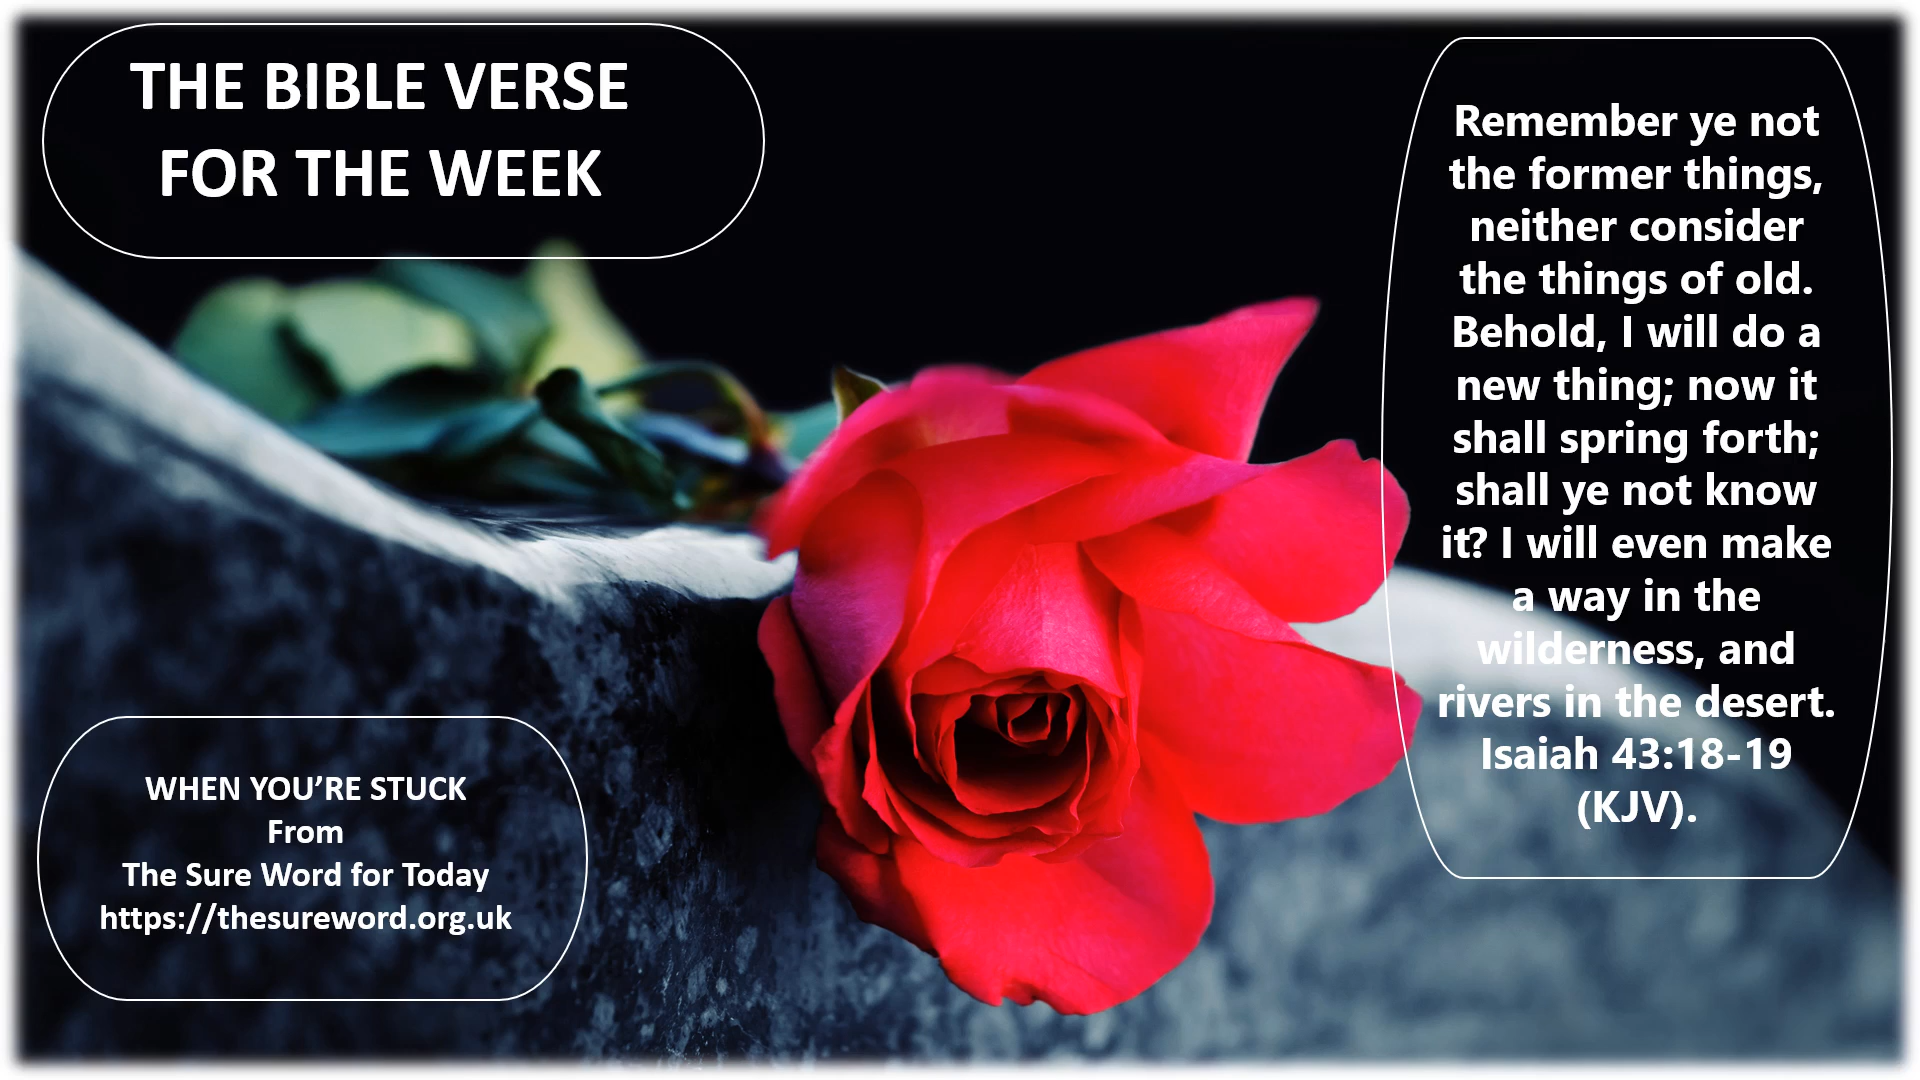 THE BIBLE VERSE
FOR THE WEEK
Remember ye not
the former things,
neither consider
the things of old.
Behold, I will do a
new thing; now it
shall spring forth;
shall ye not know
it? I will even make
a way in the
wilderness, and
rivers in the desert.
Isaiah 43:18-19
(KJV).
WHEN YOU’RE STUCK
From
The Sure Word for Today
https://thesureword.org.uk